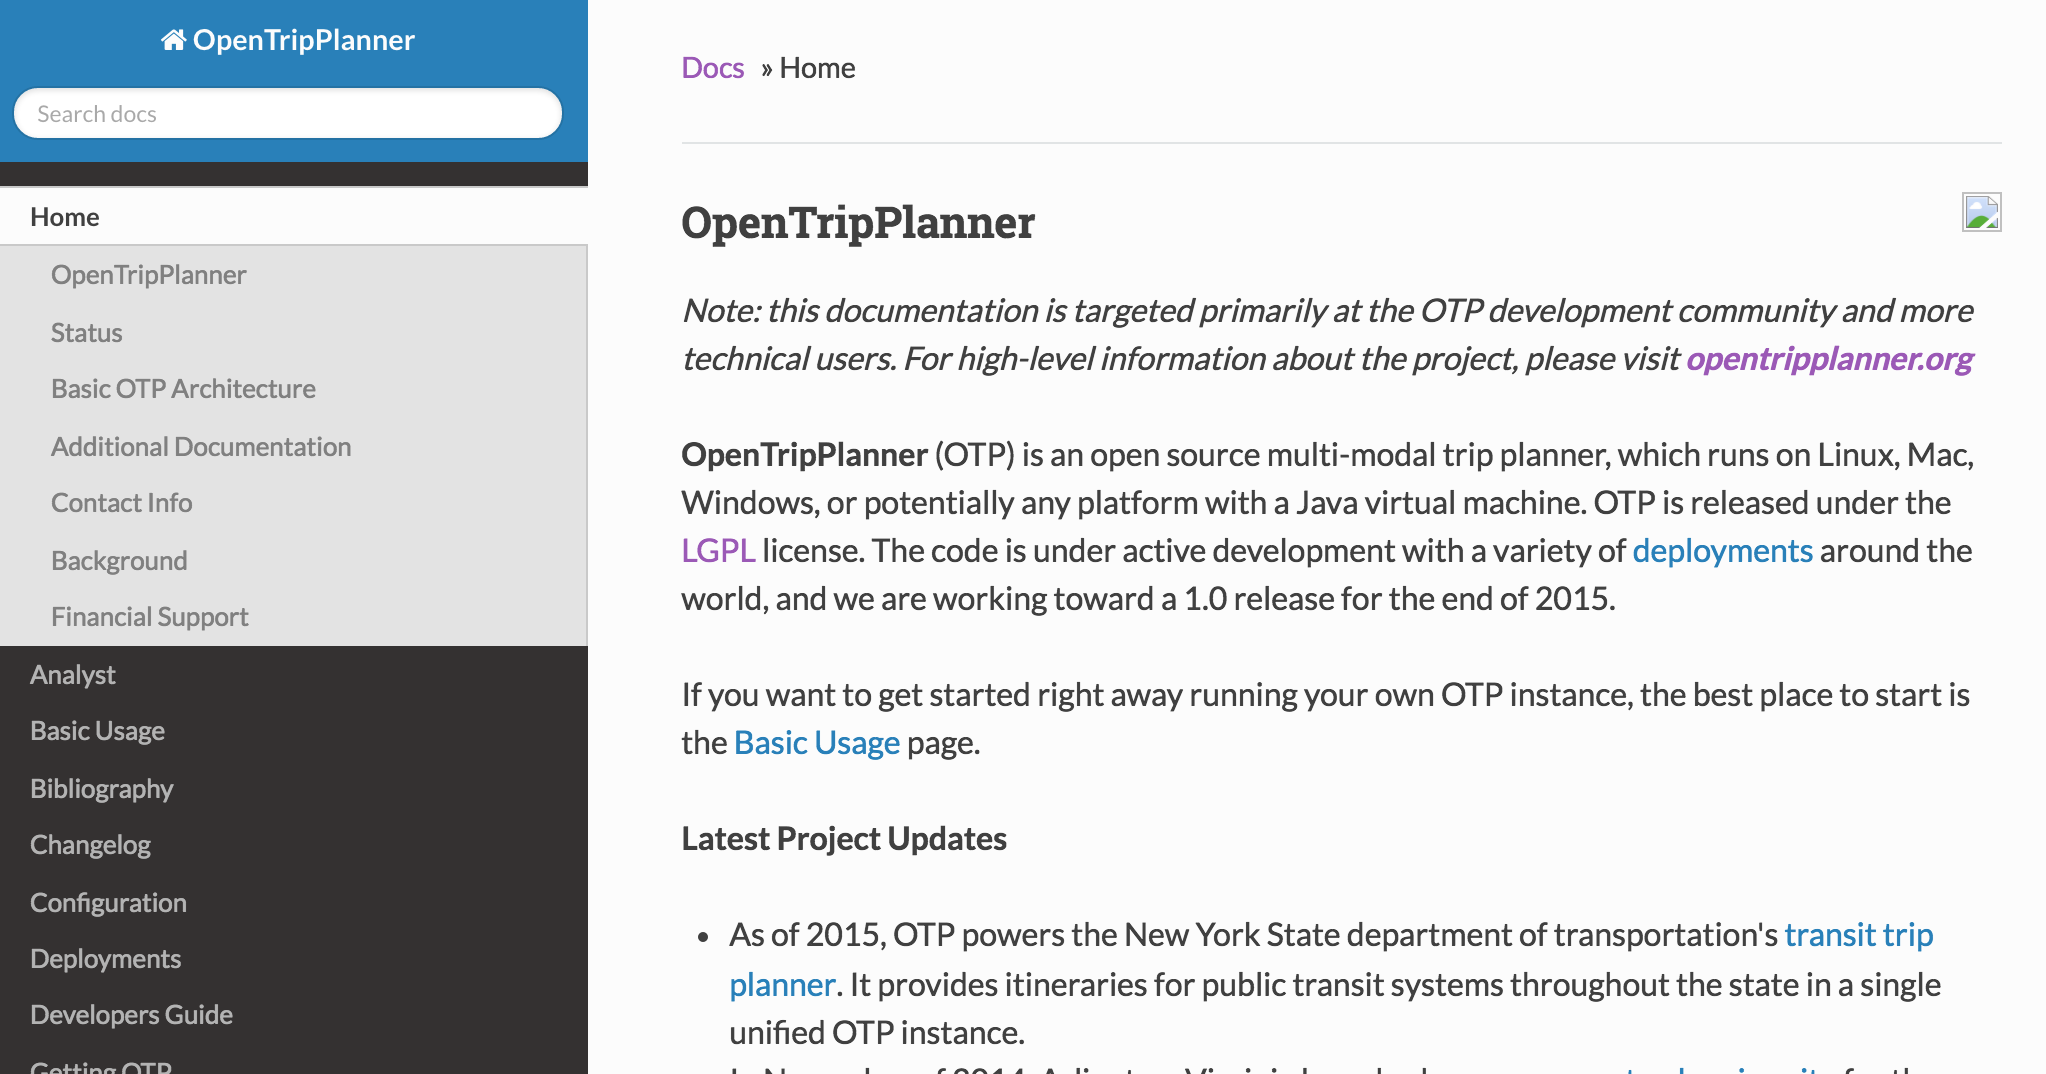 OpenTripPlanner
Search docs
Home
OpenTripPlanner
Status
Basic OTP Architecture
Additional Documentation
Contact Info
Background
Financial Support
Analyst
Basic Usage
Bibliography
Changelog
Configuration
Deployments
Developers Guide
Getting OTP
Docs » Home
OpenTripPlanner
Note: this documentation is targeted primarily at the OTP development community and more
technical users. For high-level information about the project, please visit opentripplanner.org
OpenTripPlanner (OTP) is an open source multi-modal trip planner, which runs on Linux, Mac,
Windows, or potentially any platform with a Java virtual machine. OTP is released under the
LGPL license. The code is under active development with a variety of deployments around the
world, and we are working toward a 1.0 release for the end of 2015.
If you want to get started right away running your own OTP instance, the best place to start is
the Basic Usage page.
Latest Project Updates
• As of 2015, OTP powers the New York State department of transportation's transit trip
planner. It provides itineraries for public transit systems throughout the state in a single
unified OTP instance.